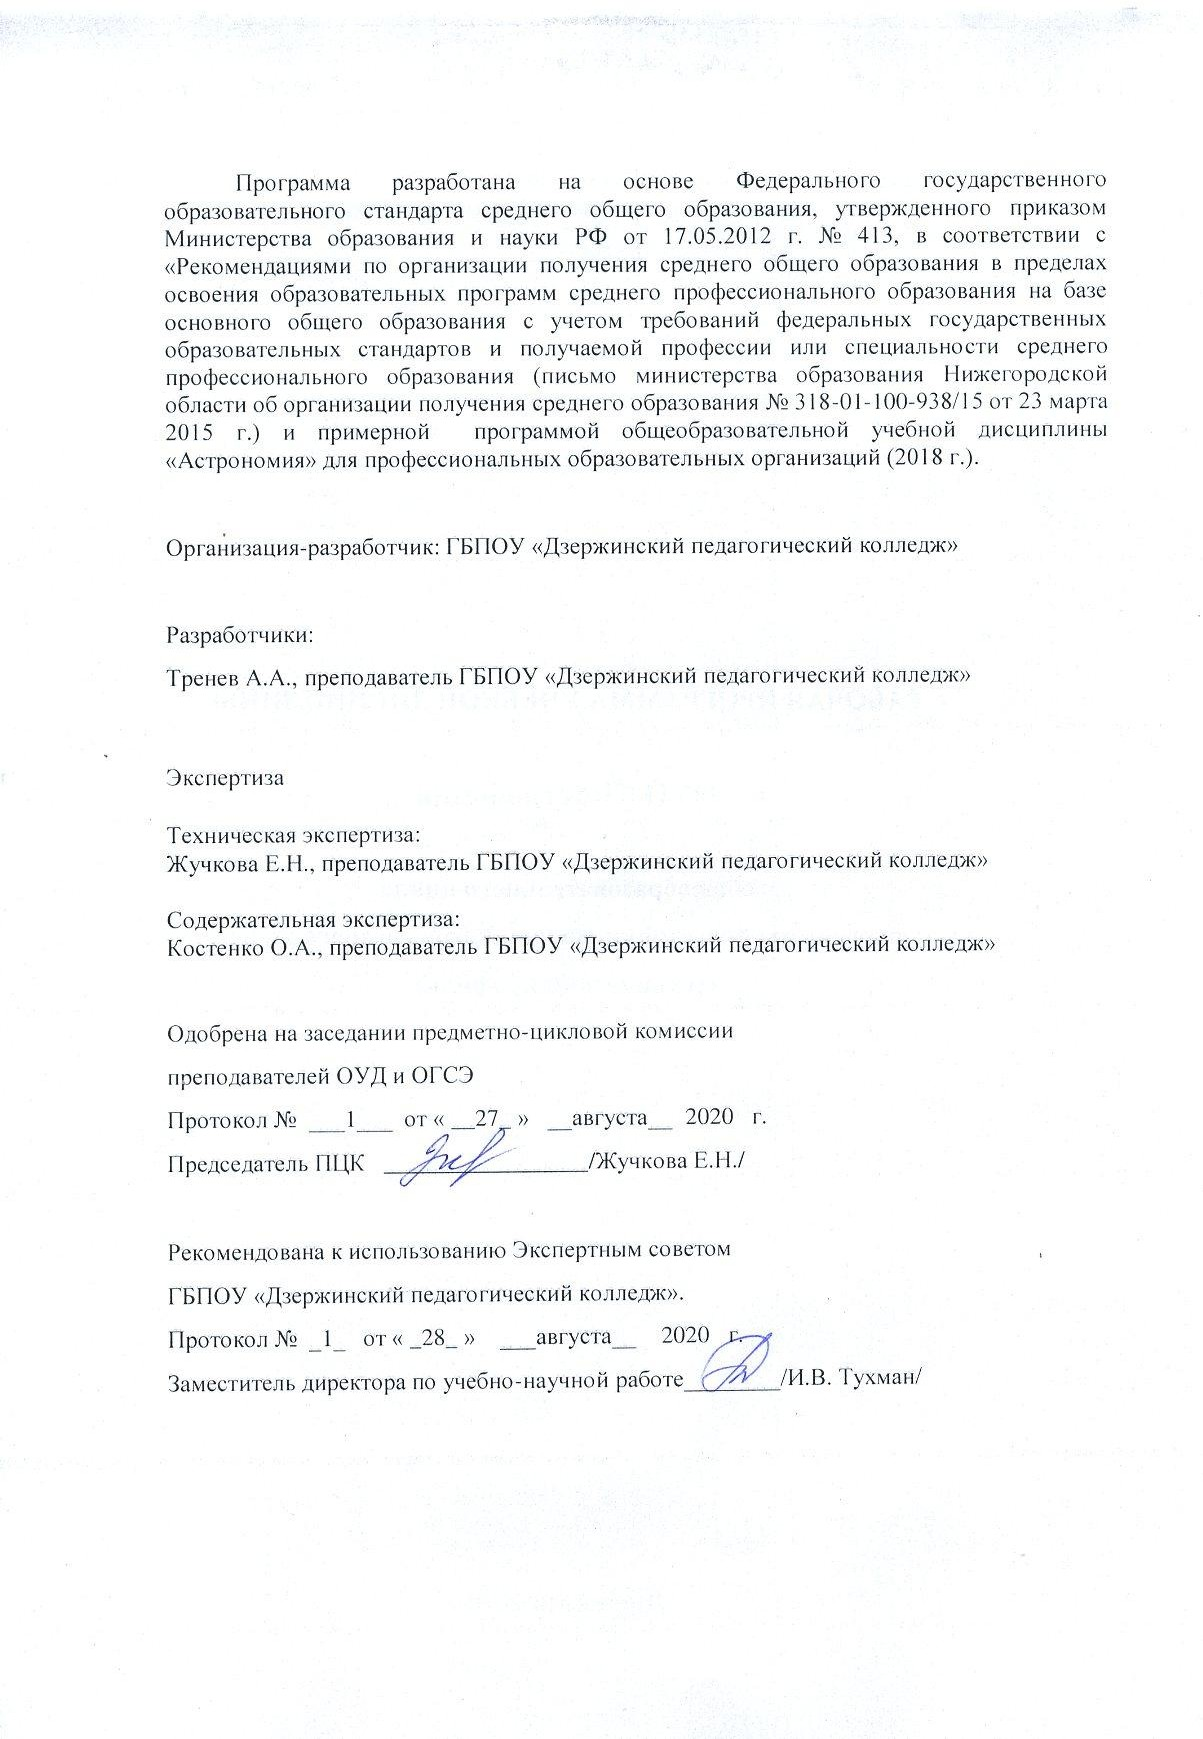 Программа разработана на основе Федерального государственного
образовательного стандарта среднего общего образования, утвержденного приказом
Министерства образования и науки РФ от 17.05.2012 г. № 413, в соответствии с
«Рекомендациями по организации получения среднего общего образования в пределах
освоения образовательных программ среднего профессионального образования на базе
основного общего образования с учетом требований федеральных государственных
образовательных стандартов и получаемой профессии или специальности среднего
профессионального образования (письмо министерства образования Нижегородской
области об организации получения среднего образования № 318-01-100-938/15 от 23 марта
2015 г.) и примерной программой общеобразовательной учебной дисциплины
«Астрономия» для профессиональных образовательных организаций (2018 г.).
Организация-разработчик: ГБПОУ «Дзержинский педагогический колледж»
Разработчики:
Тренев А.А., преподаватель ГБПОУ «Дзержинский педагогический колледж»
Экспертиза
Техническая экспертиза:
Жучкова Е.Н., преподаватель ГБПОУ «Дзержинский педагогический колледж»
Содержательная экспертиза:
Костенко О.А., преподаватель ГБПОУ «Дзержинский педагогический колледж»
Одобрена на заседании предметно-цикловой комиссии
преподавателей ОУД и ОГСЭ
Протокол № ___1___ от « __27_ » __августа__ 2020 г.
Председатель ПЦК _________________/Жучкова Е.Н./
Рекомендована к использованию Экспертным советом
ГБПОУ «Дзержинский педагогический колледж».
Протокол № _1_ от « _28_ » ___августа__ 2020 г.
Заместитель директора по учебно-научной работе________/И.В. Тухман/